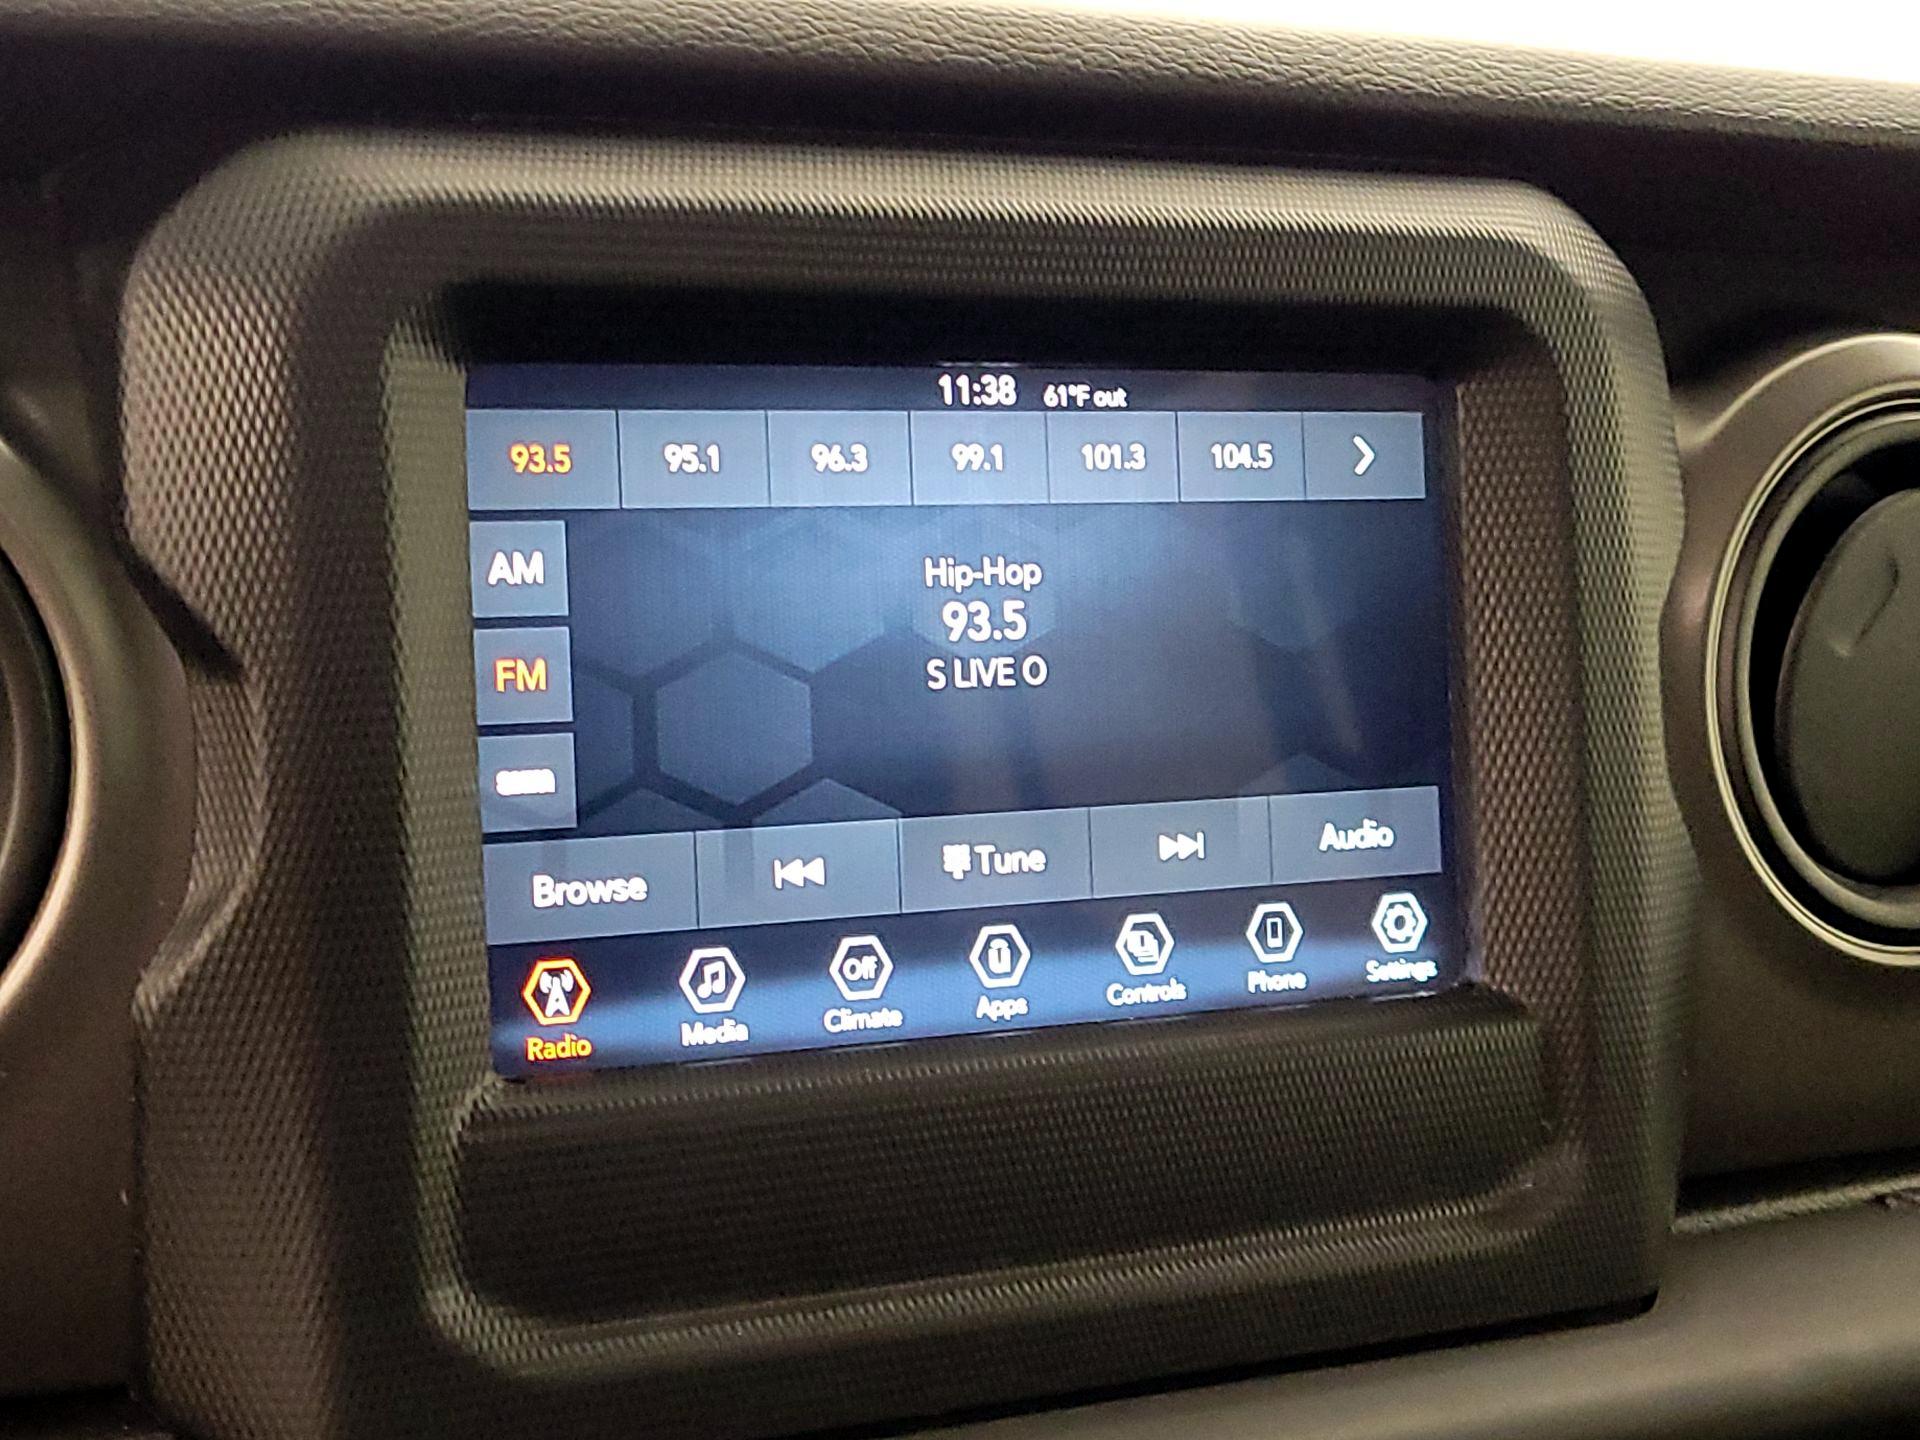 11:38 61°F out
93.5 95.1 96.3 99.1 101.3 104.5
AM
FM
Hip-Hop
93.5
S LIVE O
Browse Tune Audio
Off
Radio Media Climate Apps Controls Phone Settings